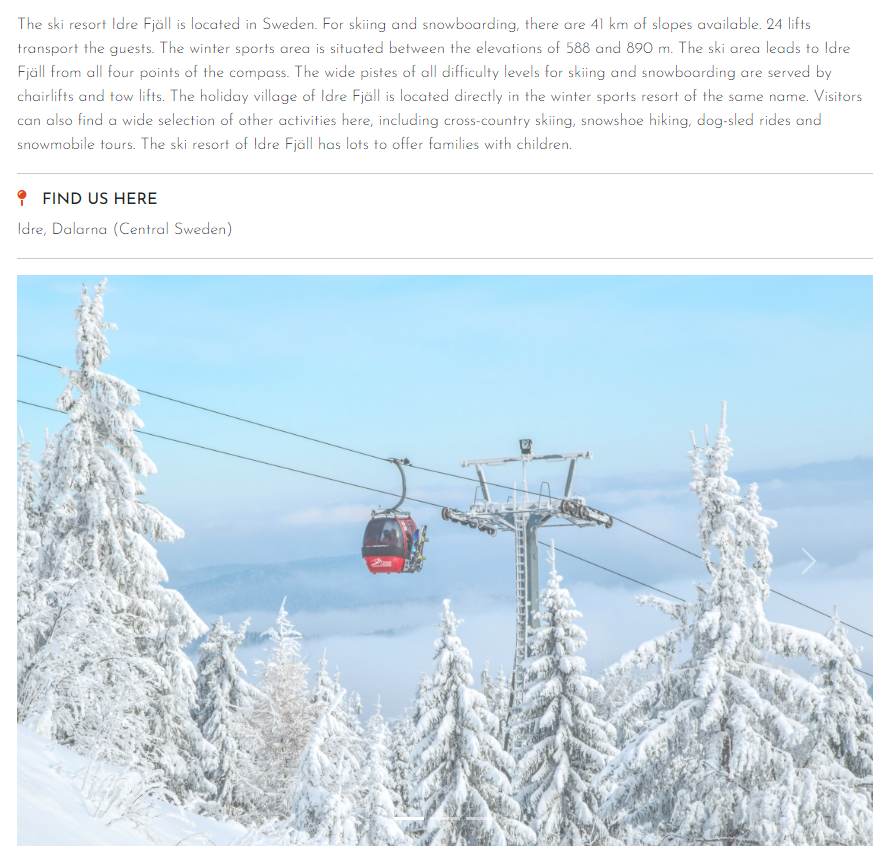 The ski resort Idre Fjäll is located in Sweden. For skiing and snowboarding, there are 41 km of slopes available. 24 lifts
transport the guests. The winter sports area is situated between the elevations of 588 and 890 m. The ski area leads to Idre
Fjäll from all four points of the compass. The wide pistes of all difficulty levels for skiing and snowboarding are served by
chairlifts and tow lifts. The holiday village of Idre Fjäll is located directly in the winter sports resort of the same name. Visitors
can also find a wide selection of other activities here, including cross-country skiing, snowshoe hiking, dog-sled rides and
snowmobile tours. The ski resort of Idre Fjäll has lots to offer families with children.
FIND US HERE
Idre, Dalarna (Central Sweden)